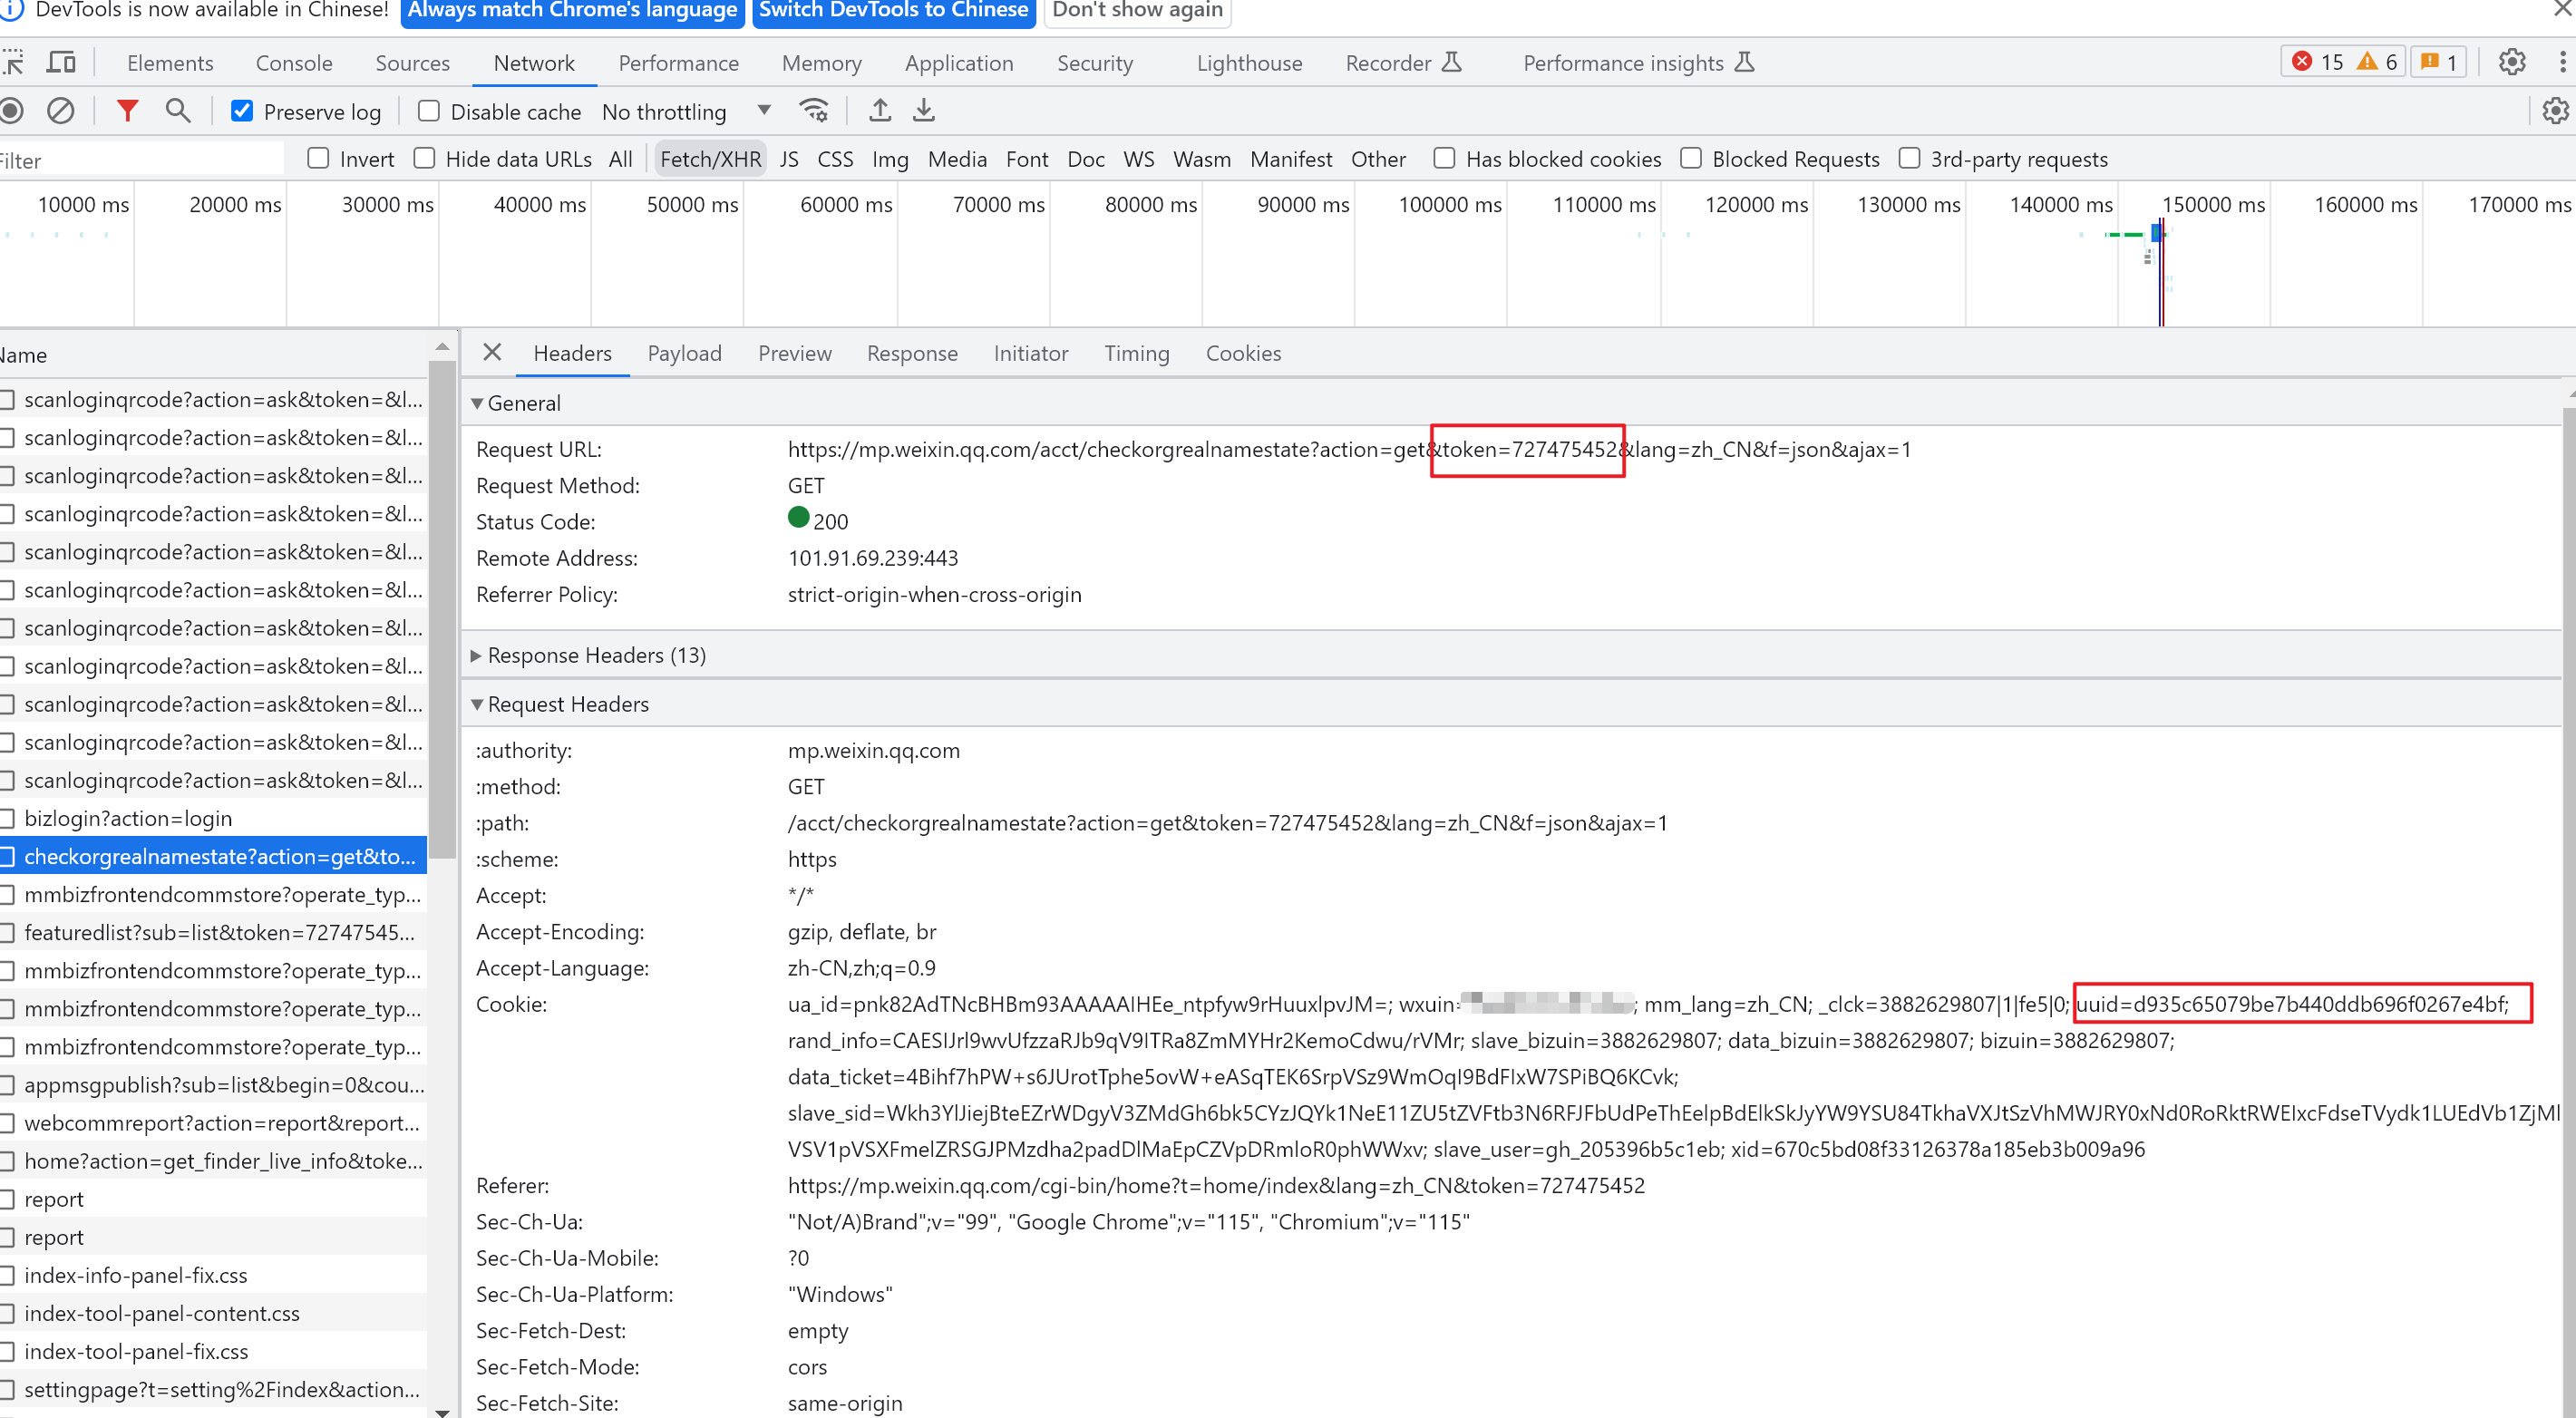 DevTools is now available in Chinese! Always match Chrome's language Switch DevTools to Chinese Don't show again
Elements Console Sources Network Performance Memory Application Security Lighthouse Recorder Performance insights 15 6 1
Preserve log Disable cache No throttling
Filter Invert Hide data URLs All Fetch/XHR JS CSS Img Media Font Doc WS Wasm Manifest Other Has blocked cookies Blocked Requests 3rd-party requests
10000 ms 20000 ms 30000 ms 40000 ms 50000 ms 60000 ms 70000 ms 80000 ms 90000 ms 100000 ms 110000 ms 120000 ms 130000 ms 140000 ms 150000 ms 160000 ms 170000 ms
Name
scanloginqrcode?action=ask&token=&l...
scanloginqrcode?action=ask&token=&l...
scanloginqrcode?action=ask&token=&l...
scanloginqrcode?action=ask&token=&l...
scanloginqrcode?action=ask&token=&l...
scanloginqrcode?action=ask&token=&l...
scanloginqrcode?action=ask&token=&l...
scanloginqrcode?action=ask&token=&l...
scanloginqrcode?action=ask&token=&l...
scanloginqrcode?action=ask&token=&l...
scanloginqrcode?action=ask&token=&l...
bizlogin?action=login
checkorgrealnamestate?action=get&to...
mmbizfrontendcommstore?operate_typ...
featuredlist?sub=list&token=72747545...
mmbizfrontendcommstore?operate_typ...
mmbizfrontendcommstore?operate_typ...
mmbizfrontendcommstore?operate_typ...
appmsgpublish?sub=list&begin=0&cou...
webcommreport?action=report&report...
home?action=get_finder_live_info&toke...
report
report
index-info-panel-fix.css
index-tool-panel-content.css
index-tool-panel-fix.css
settingpage?t=setting%2Findex&action...
Headers Payload Preview Response Initiator Timing Cookies
General
Request URL: https://mp.weixin.qq.com/acct/checkorgrealnamestate?action=get&token=727475452&lang=zh_CN&f=json&ajax=1
Request Method: GET
Status Code: 200
Remote Address: 101.91.69.239:443
Referrer Policy: strict-origin-when-cross-origin
Response Headers (13)
Request Headers
:authority: mp.weixin.qq.com
:method: GET
:path: /acct/checkorgrealnamestate?action=get&token=727475452&lang=zh_CN&f=json&ajax=1
:scheme: https
Accept: */*
Accept-Encoding: gzip, deflate, br
Accept-Language: zh-CN,zh;q=0.9
Cookie: ua_id=pnk82AdTNcBHBm93AAAAAIHEe_ntpfyw9rHuuxlpvJM=; wxuin= ; mm_lang=zh_CN; _clck=3882629807|1|fe5|0; uuid=d935c65079be7b440ddb696f0267e4bf;
rand_info=CAESIJrl9wvUfzzaRJb9qV9ITRa8ZmMYHr2KemoCdwu/rVMr; slave_bizuin=3882629807; data_bizuin=3882629807; bizuin=3882629807;
data_ticket=4Bihf7hPW+s6JUrotTphe5ovW+eASqTEK6SrpVSz9WmOqI9BdFIxW7SPiBQ6KCvk;
slave_sid=Wkh3YlJiejBteEZrWDgyV3ZMdGh6bk5CYzJQYk1NeE11ZU5tZVFtb3N6RFJFbUdPeThEelpBdElkSkJyYW9YSU84TkhaVXJtSzVhMWJRY0xNd0RoRktRWEIxcFdseTVydk1LUEdVb1ZjMl
VSV1pVSXFmelZRSGJPMzdha2padDlMaEpCZVpDRmloR0phWWxv; slave_user=gh_205396b5c1eb; xid=670c5bd08f33126378a185eb3b009a96
Referer: https://mp.weixin.qq.com/cgi-bin/home?t=home/index&lang=zh_CN&token=727475452
Sec-Ch-Ua: "Not/A)Brand";v="99", "Google Chrome";v="115", "Chromium";v="115"
Sec-Ch-Ua-Mobile: ?0
Sec-Ch-Ua-Platform: "Windows"
Sec-Fetch-Dest: empty
Sec-Fetch-Mode: cors
Sec-Fetch-Site: same-origin